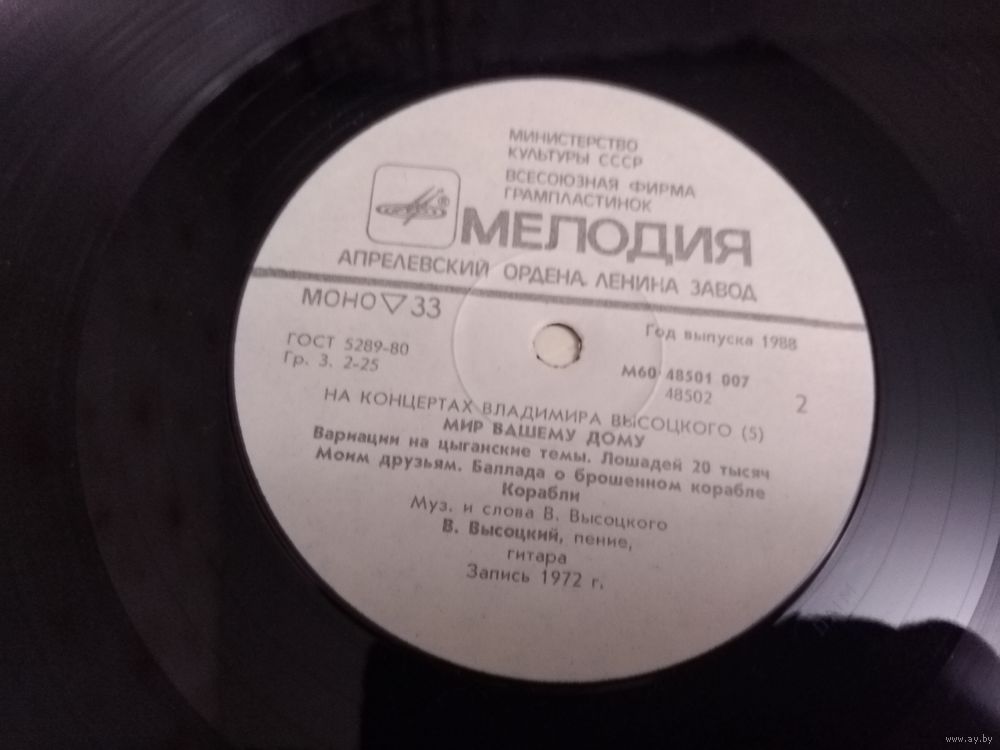 МИНИСТЕРСТВО
КУЛЬТУРЫ СССР
ВСЕСОЮЗНАЯ ФИРМА
ГРАМПЛАСТИНОК
®
МЕЛОДИЯ
АПРЕЛЕВСКИЙ ОРДЕНА ЛЕНИНА ЗАВОД
МОНО ▽ 33
ГОСТ 5289-80
Гр. 3. 2-25
Год выпуска 1988
М60 48501 007
48502
2
НА КОНЦЕРТАХ ВЛАДИМИРА ВЫСОЦКОГО (5)
МИР ВАШЕМУ ДОМУ
Вариации на цыганские темы. Лошадей 20 тысяч
Моим друзьям. Баллада о брошенном корабле
Корабли
Муз. и слова В. Высоцкого
В. Высоцкий, пение,
гитара
Запись 1972 г.
www.ay.by